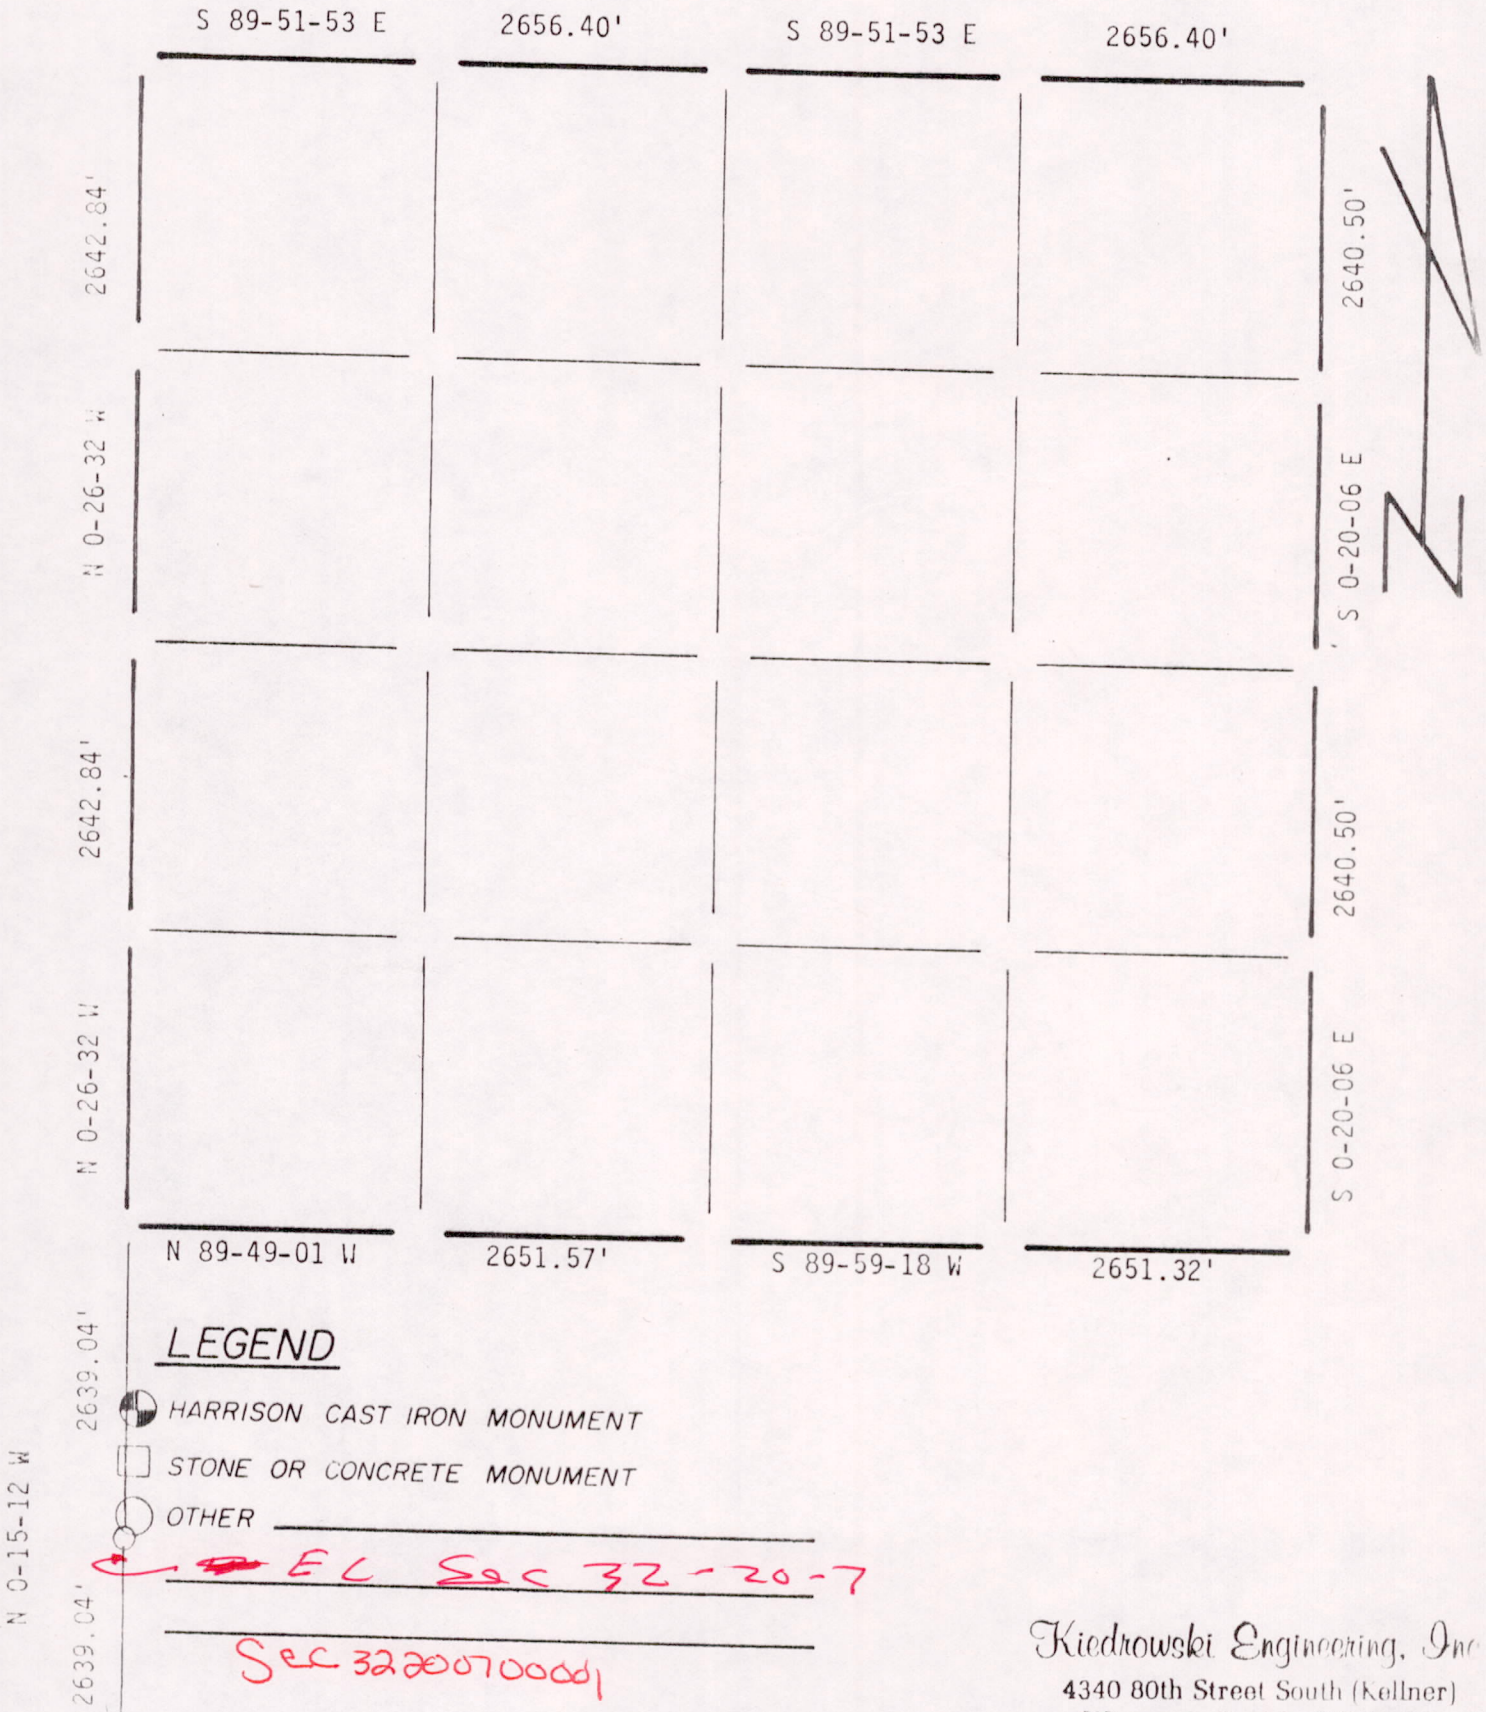 S 89-51-53 E 2656.40' S 89-51-53 E 2656.40'
2642.84'
N 0-26-32 W
2642.84'
N 0-26-32 W
2640.50'
S 0-20-06 E
2640.50'
S 0-20-06 E
N
N 89-49-01 W 2651.57' S 89-59-18 W 2651.32'
2639.04'
N 0-15-12 W
2639.04'
LEGEND
HARRISON CAST IRON MONUMENT
STONE OR CONCRETE MONUMENT
OTHER
EL Sec 32-20-7
Sec 32200700001
Kiedrowski Engineering, Inc
4340 80th Street South (Kellner)